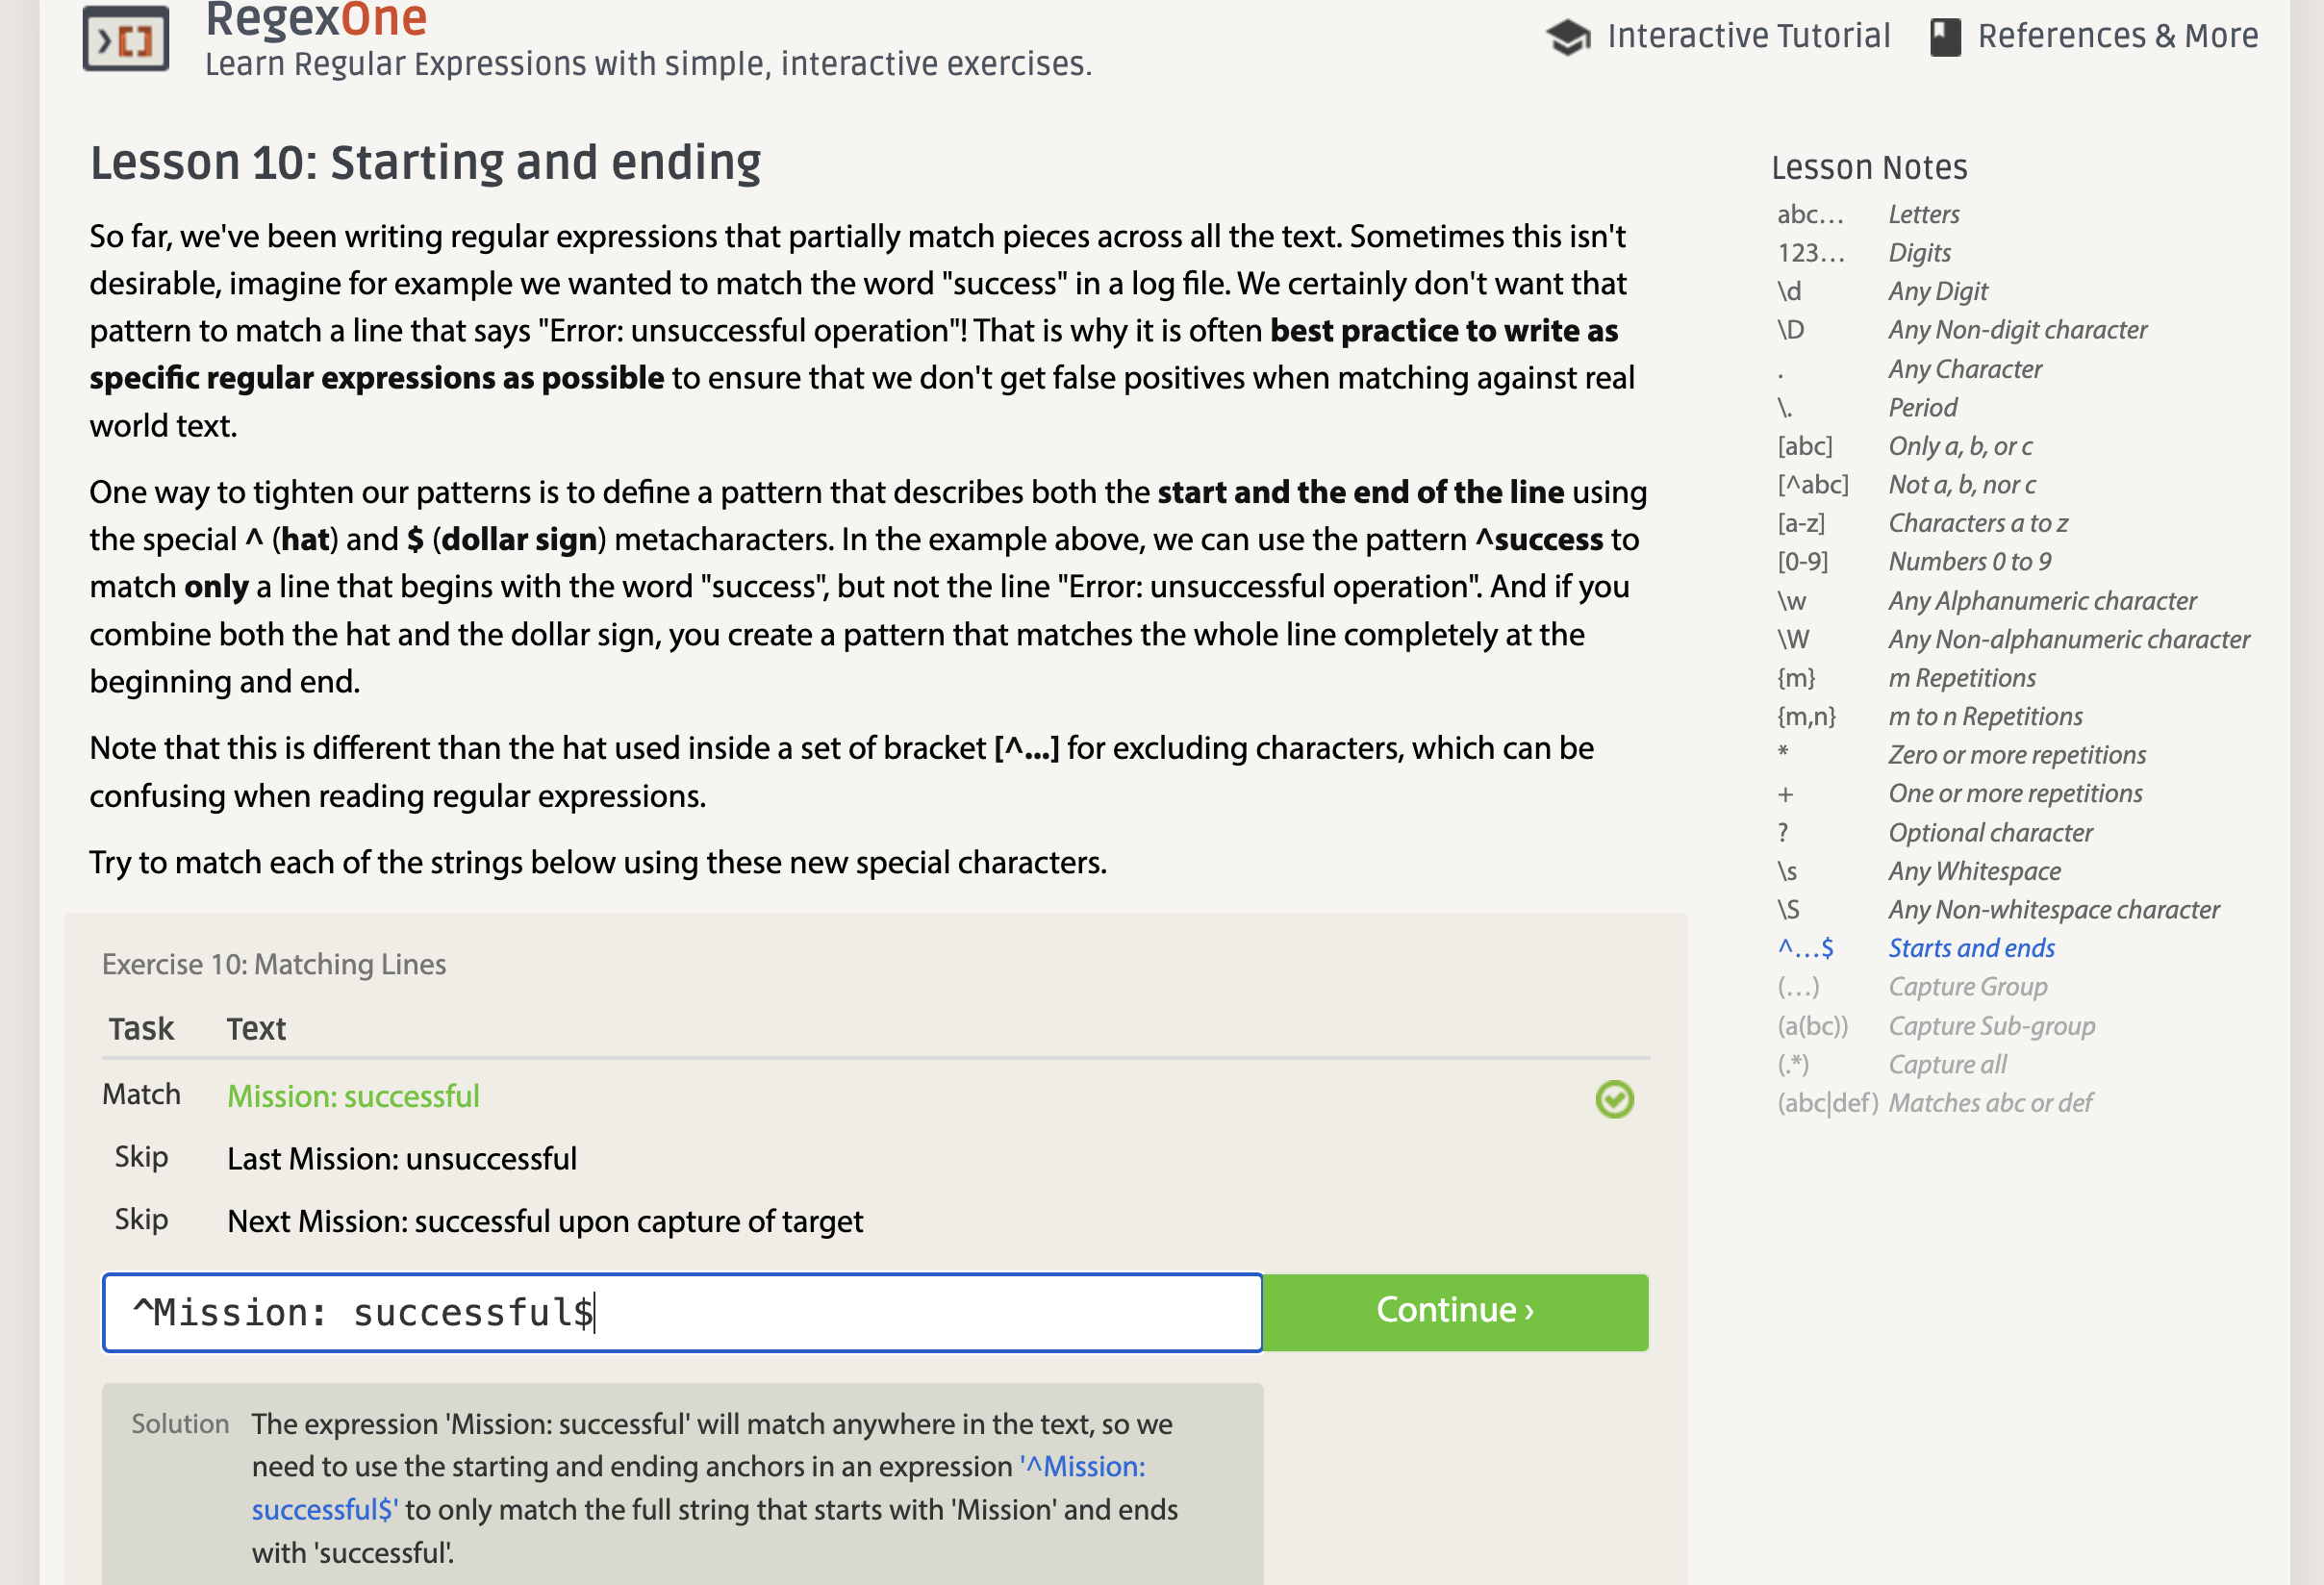 RegexOne
Learn Regular Expressions with simple, interactive exercises.
Interactive Tutorial
References & More
Lesson 10: Starting and ending
So far, we've been writing regular expressions that partially match pieces across all the text. Sometimes this isn't
desirable, imagine for example we wanted to match the word "success" in a log file. We certainly don't want that
pattern to match a line that says "Error: unsuccessful operation"! That is why it is often best practice to write as
specific regular expressions as possible to ensure that we don't get false positives when matching against real
world text.
One way to tighten our patterns is to define a pattern that describes both the start and the end of the line using
the special ^ (hat) and $ (dollar sign) metacharacters. In the example above, we can use the pattern ^success to
match only a line that begins with the word "success", but not the line "Error: unsuccessful operation". And if you
combine both the hat and the dollar sign, you create a pattern that matches the whole line completely at the
beginning and end.
Note that this is different than the hat used inside a set of bracket [^...] for excluding characters, which can be
confusing when reading regular expressions.
Try to match each of the strings below using these new special characters.
Exercise 10: Matching Lines
Task Text
Match Mission: successful
Skip Last Mission: unsuccessful
Skip Next Mission: successful upon capture of target
^Mission: successful$
Continue ›
Solution The expression 'Mission: successful' will match anywhere in the text, so we
need to use the starting and ending anchors in an expression '^Mission:
successful$' to only match the full string that starts with 'Mission' and ends
with 'successful'.
Lesson Notes
abc… Letters
123… Digits
\d Any Digit
\D Any Non-digit character
. Any Character
\. Period
[abc] Only a, b, or c
[^abc] Not a, b, nor c
[a-z] Characters a to z
[0-9] Numbers 0 to 9
\w Any Alphanumeric character
\W Any Non-alphanumeric character
{m} m Repetitions
{m,n} m to n Repetitions
* Zero or more repetitions
+ One or more repetitions
? Optional character
\s Any Whitespace
\S Any Non-whitespace character
^…$ Starts and ends
(…) Capture Group
(a(bc)) Capture Sub-group
(.*) Capture all
(abc|def) Matches abc or def